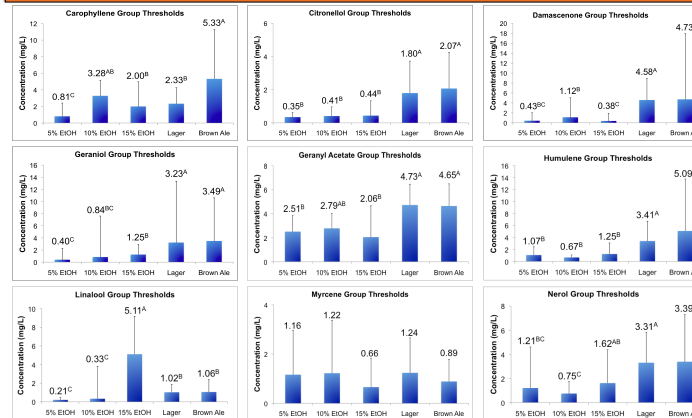 Caryophyllene Group Thresholds
Concentration (mg/L)
12
10
8
6
4
2
0
0.81C
3.28AB
2.00B
2.33B
5.33A
5% EtOH 10% EtOH 15% EtOH Lager Brown Ale
Citronellol Group Thresholds
Concentration (mg/L)
6
4
2
0
0.35B
0.41B
0.44B
1.80A
2.07A
5% EtOH 10% EtOH 15% EtOH Lager Brown Ale
Damascenone Group Thresholds
Concentration (mg/L)
20
18
16
14
12
10
8
6
4
2
0
0.43BC
1.12B
0.38C
4.58A
4.73
5% EtOH 10% EtOH 15% EtOH Lager Brown A
Geraniol Group Thresholds
Concentration (mg/L)
16
14
12
10
8
6
4
2
0
0.40C
0.84BC
1.25B
3.23A
3.49A
5% EtOH 10% EtOH 15% EtOH Lager Brown Ale
Geranyl Acetate Group Thresholds
Concentration (mg/L)
8
6
4
2
0
2.51B
2.79AB
2.06B
4.73A
4.65A
5% EtOH 10% EtOH 15% EtOH Lager Brown Ale
Humulene Group Thresholds
Concentration (mg/L)
16
14
12
10
8
6
4
2
0
1.07B
0.67B
1.25B
3.41A
5.09
5% EtOH 10% EtOH 15% EtOH Lager Brown A
Linalool Group Thresholds
Concentration (mg/L)
10
8
6
4
2
0
0.21C
0.33C
5.11A
1.02B
1.06B
5% EtOH 10% EtOH 15% EtOH Lager Brown Ale
Myrcene Group Thresholds
Concentration (mg/L)
4
2
0
1.16
1.22
0.66
1.24
0.89
5% EtOH 10% EtOH 15% EtOH Lager Brown Ale
Nerol Group Thresholds
Concentration (mg/L)
8
6
4
2
0
1.21BC
0.75C
1.62AB
3.31A
3.39
5% EtOH 10% EtOH 15% EtOH Lager Brown A